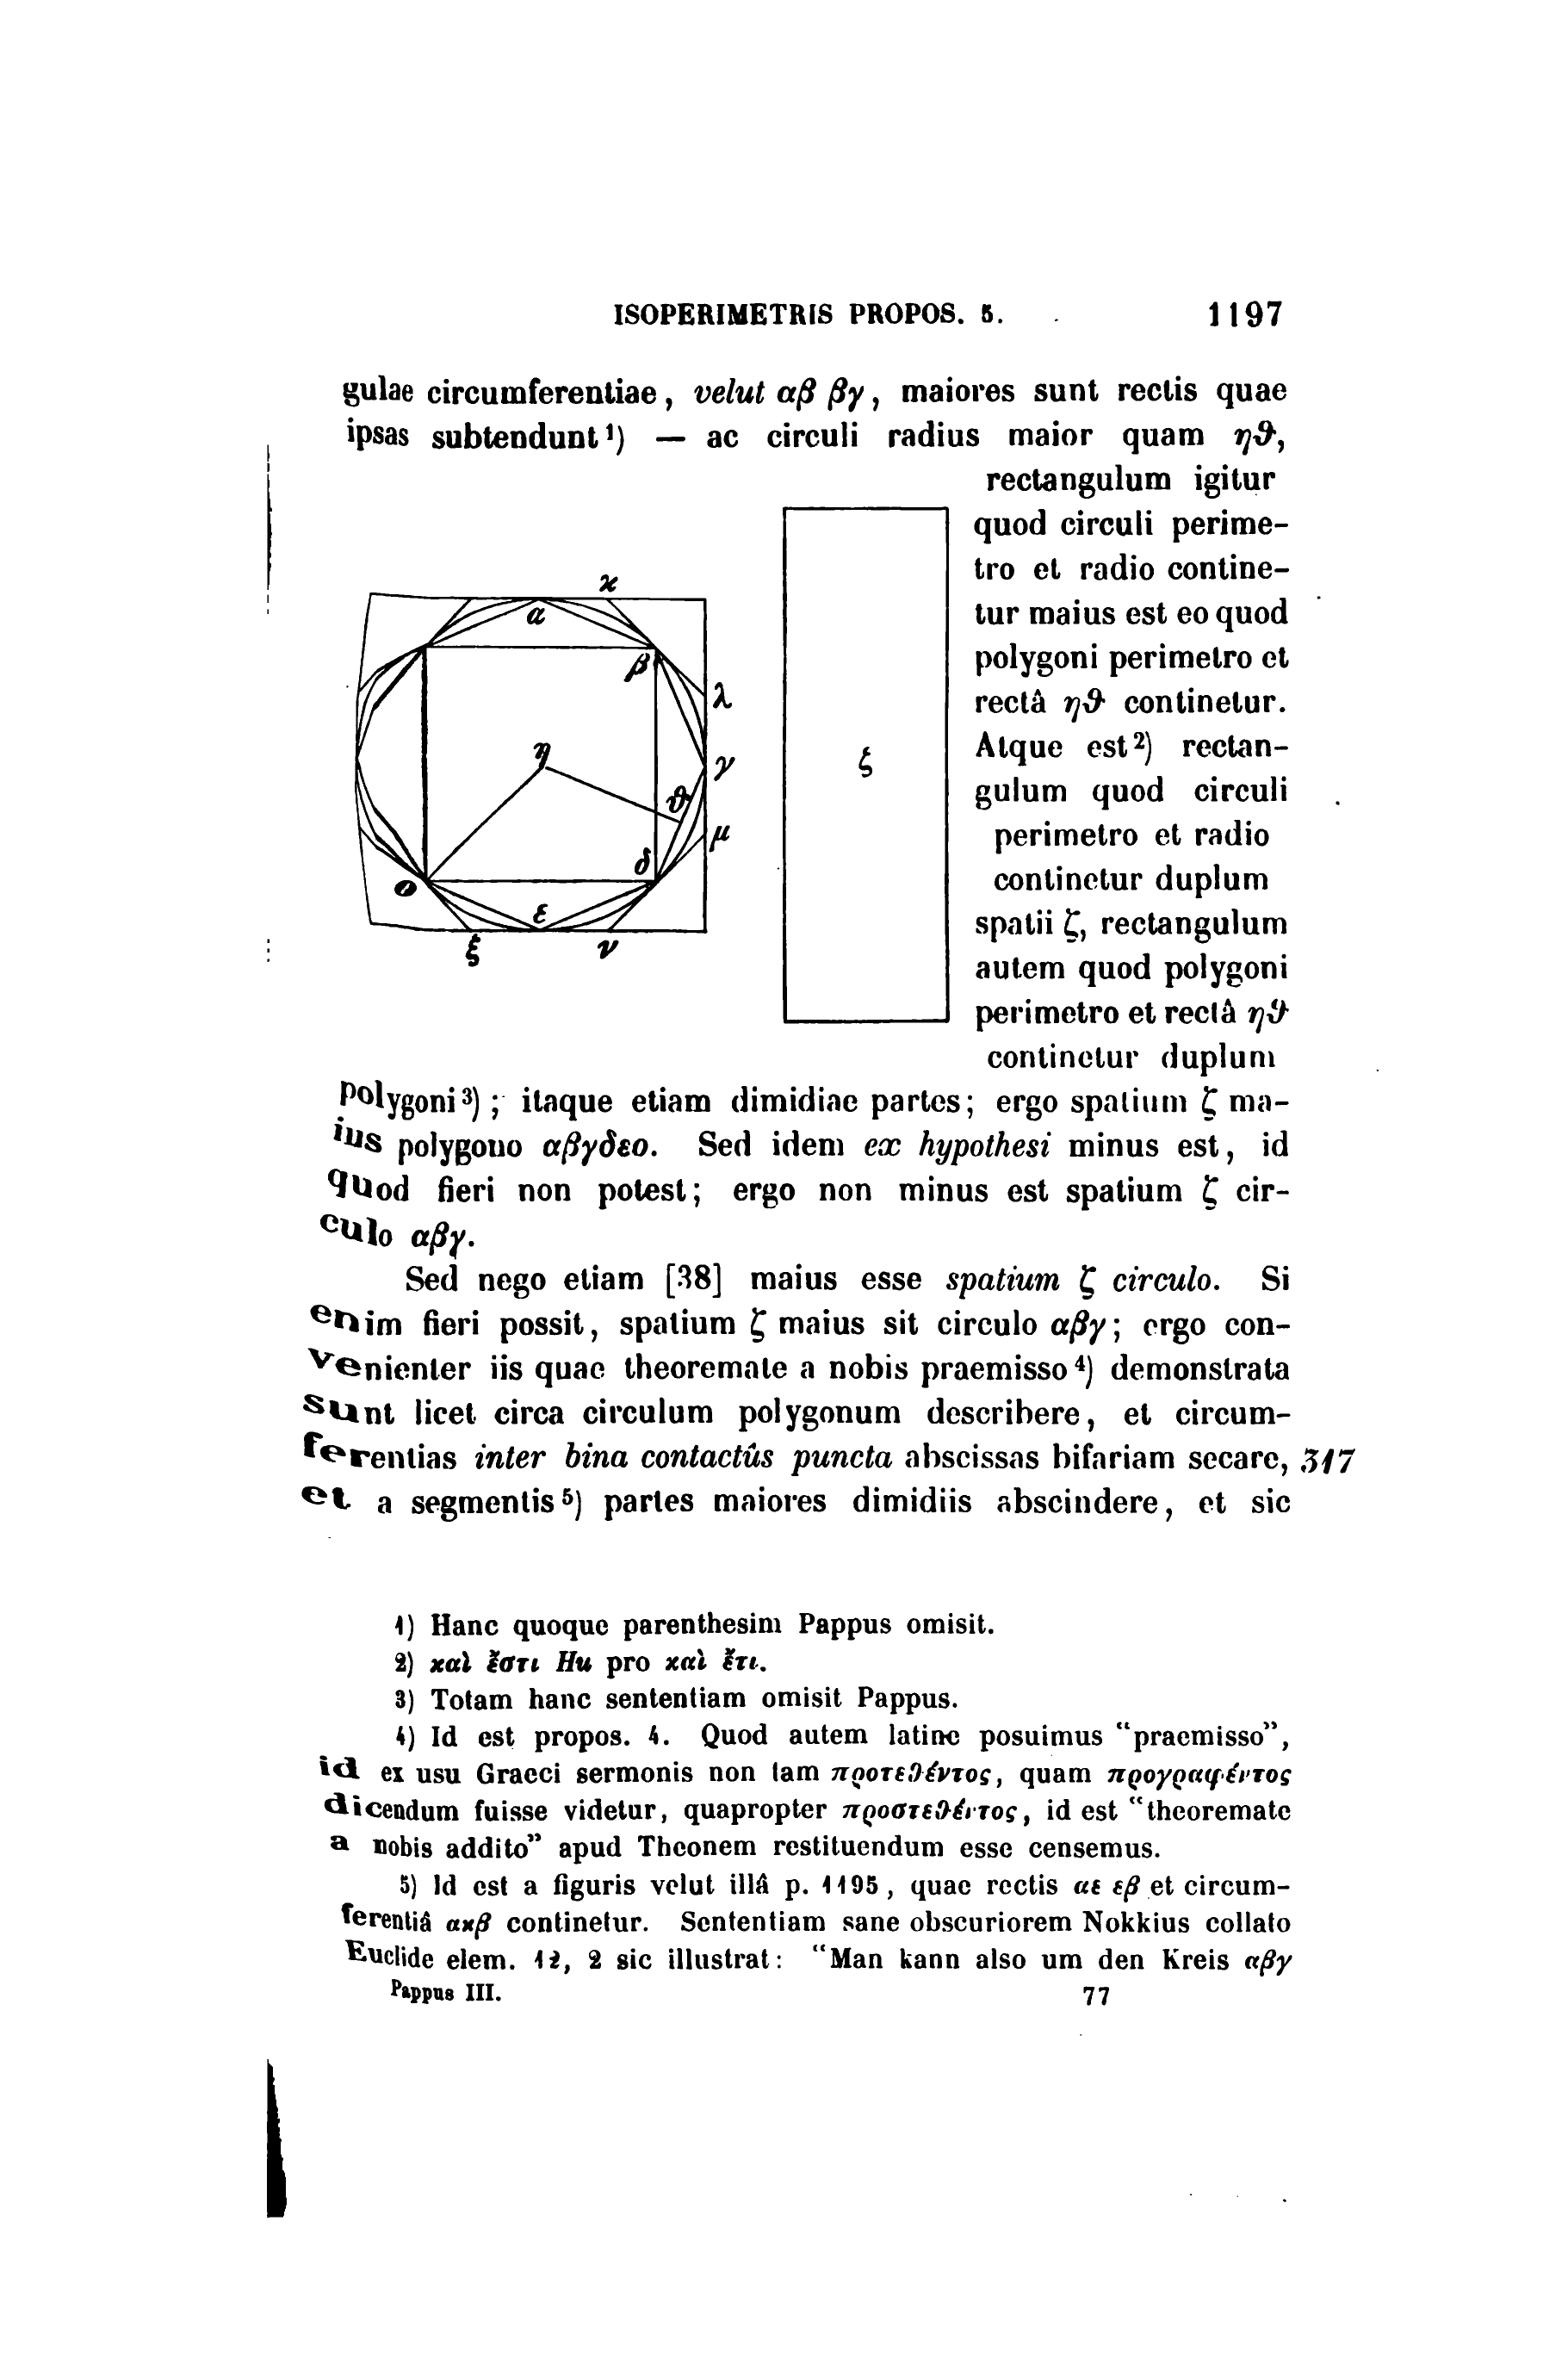 ISOPERIMETRIS PROPOS. 5. 1197
gulae circumferentiae, velut αβ βγ, maiores sunt rectis quae
ipsas subtendunt¹) — ac circuli radius maior quam ηϑ,
rectangulum igitur
quod circuli perime-
tro et radio contine-
tur maius est eo quod
polygoni perimetro et
rectâ ηϑ continetur.
Atque est²) rectan-
gulum quod circuli
perimetro et radio
continetur duplum
spatii ζ, rectangulum
autem quod polygoni
perimetro et rectâ ηϑ
continetur duplum
κ
α
β
λ
η
γ
ϑ
μ
δ
ο
ε
ξ
ν
ζ
polygoni³); itaque etiam dimidiae partes; ergo spatium ζ ma-
ius polygono αβγδεο. Sed idem ex hypothesi minus est, id
quod fieri non potest; ergo non minus est spatium ζ cir-
culo αβγ.
Sed nego etiam [38] maius esse spatium ζ circulo. Si
enim fieri possit, spatium ζ maius sit circulo αβγ; ergo con-
venienter iis quae theoremate a nobis praemisso⁴) demonstrata
sunt licet circa circulum polygonum describere, et circum-
ferentias inter bina contactûs puncta abscissas bifariam secare, 317
et a segmentis⁵) partes maiores dimidiis abscindere, et sic
1) Hanc quoque parenthesim Pappus omisit.
2) καὶ ἔστι Hu pro καὶ ἔτι.
3) Totam hanc sententiam omisit Pappus.
4) Id est propos. 4. Quod autem latine posuimus “praemisso”,
id ex usu Graeci sermonis non tam προτεθέντος, quam προγραφέντος
dicendum fuisse videtur, quapropter προστεθέντος, id est “theoremate
a nobis addito” apud Theonem restituendum esse censemus.
5) Id est a figuris velut illâ p. 1195, quae rectis αε εβ et circum-
ferentiâ ακβ continetur. Sententiam sane obscuriorem Nokkius collato
Euclide elem. 12, 2 sic illustrat: “Man kann also um den Kreis αβγ
Pappus III. 77